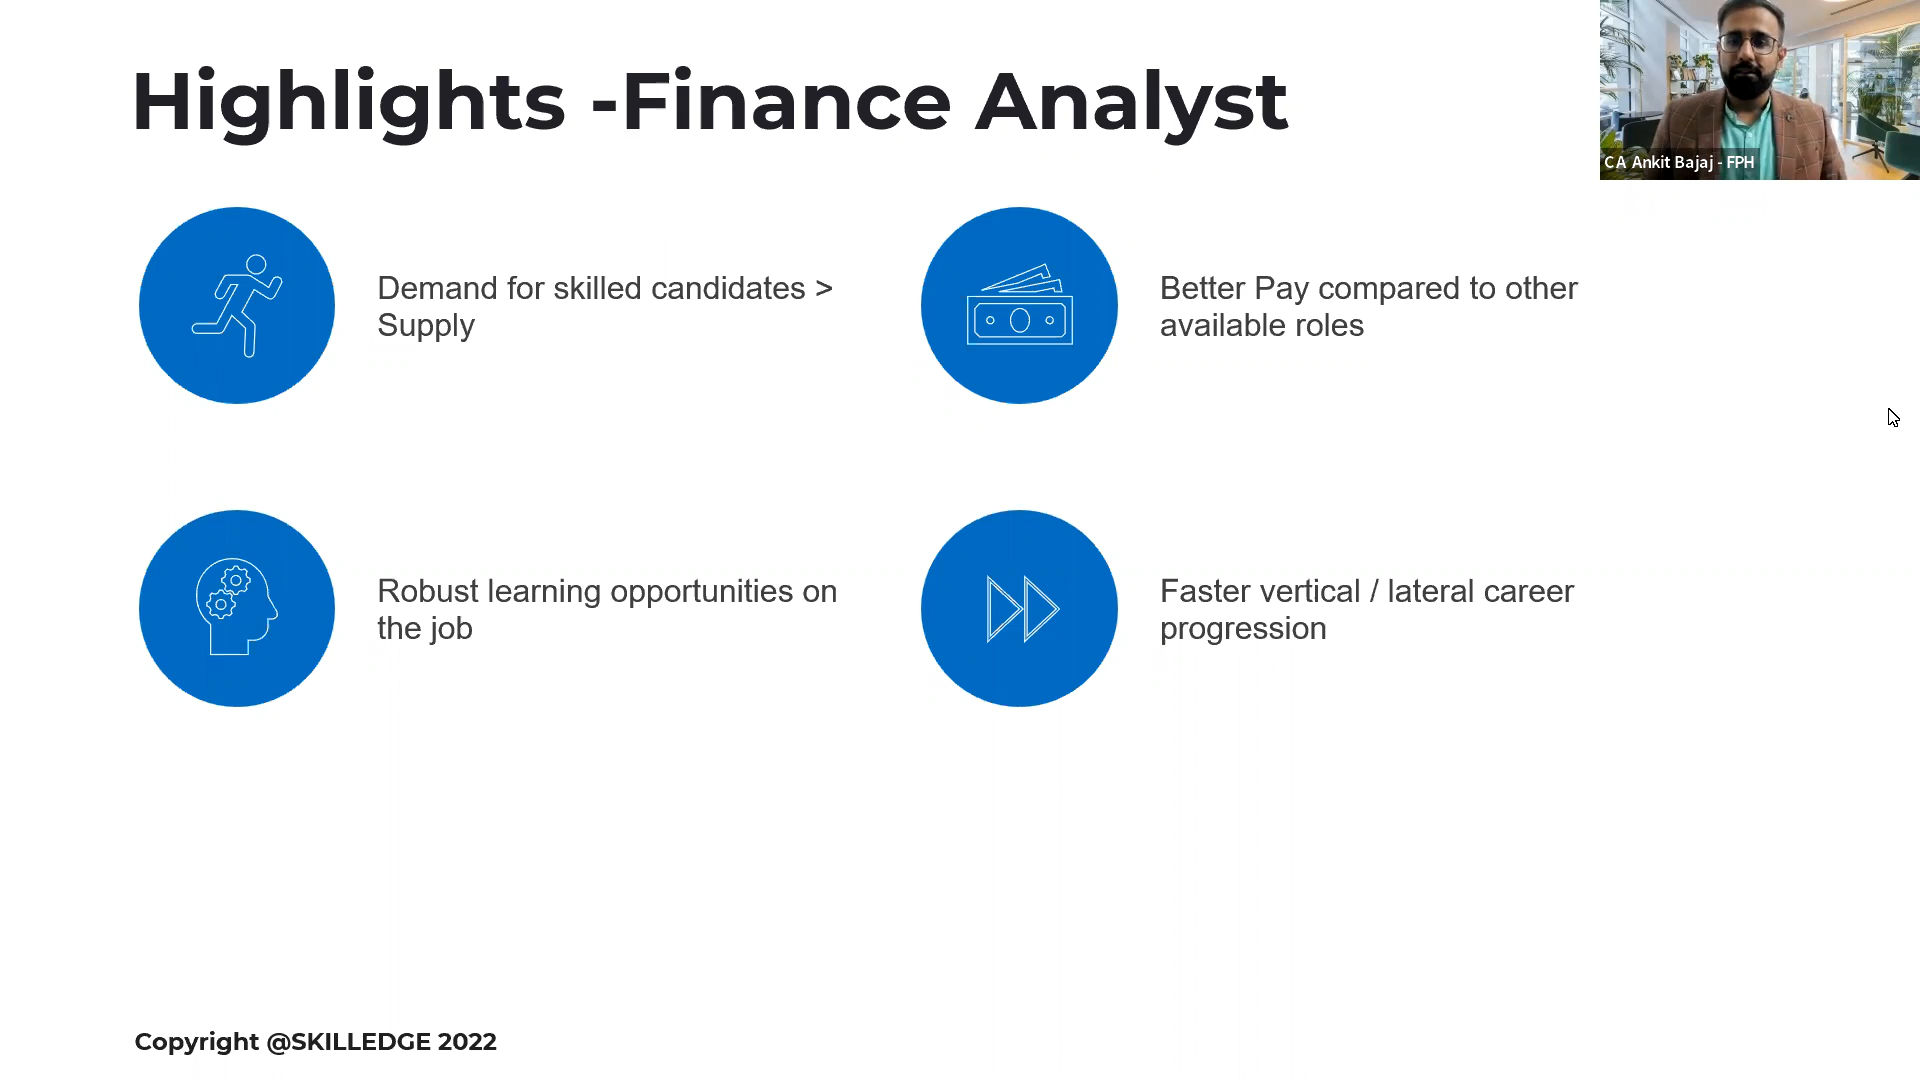 Highlights -Finance Analyst
CA Ankit Bajaj - FPH
Demand for skilled candidates >
Supply
Better Pay compared to other
available roles
Robust learning opportunities on
the job
Faster vertical / lateral career
progression
Copyright @SKILLEDGE 2022